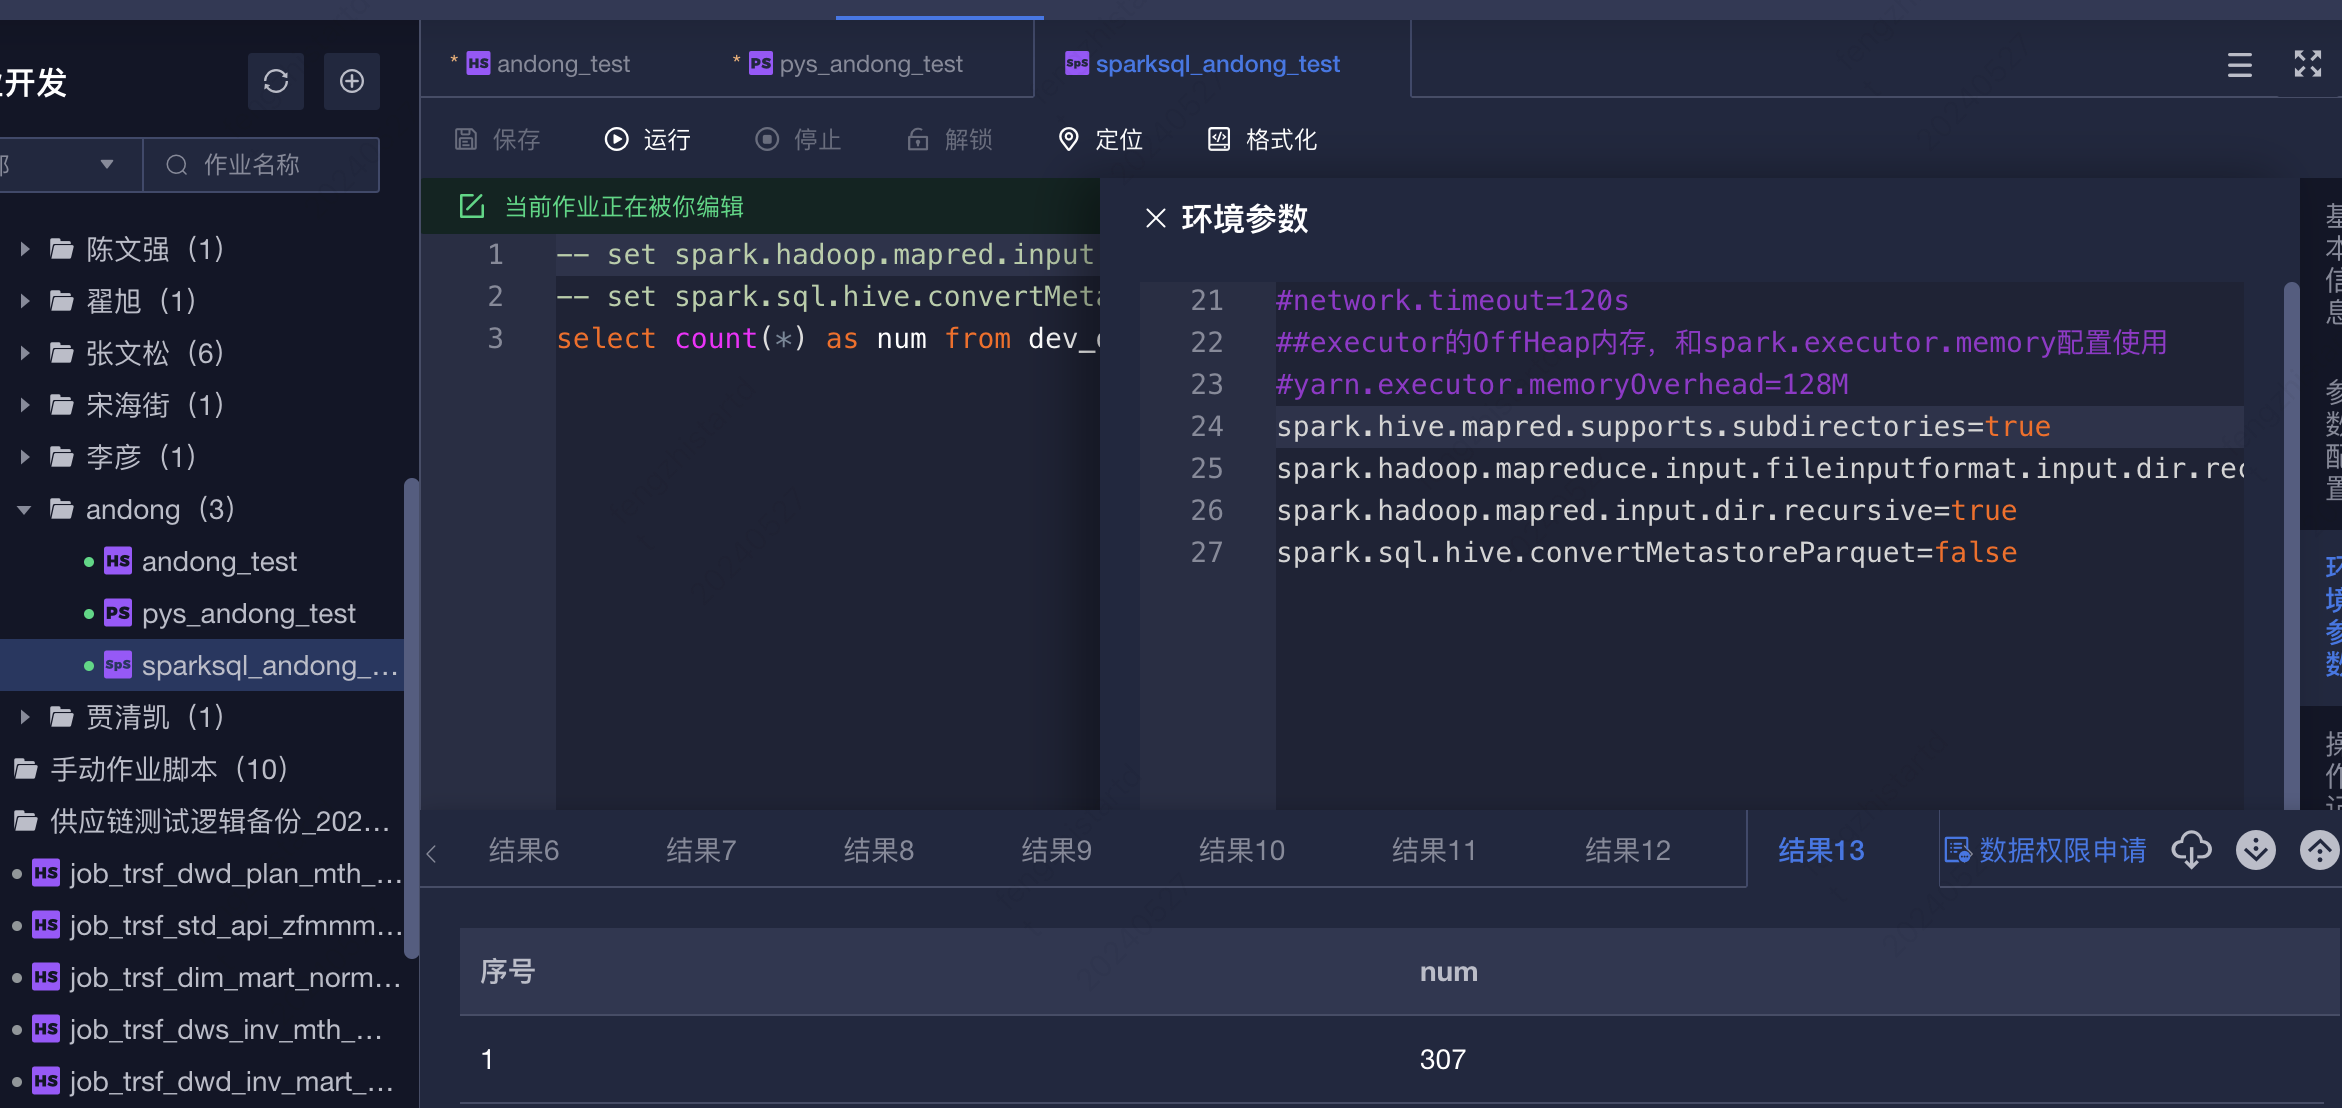 开发
* HS andong_test
* PS pys_andong_test
SpS sparksql_andong_test
保存
运行
停止
解锁
定位
格式化
作业名称
陈文强（1）
翟旭（1）
张文松（6）
宋海街（1）
李彦（1）
andong（3）
HS andong_test
PS pys_andong_test
SpS sparksql_andong_...
贾清凯（1）
手动作业脚本（10）
供应链测试逻辑备份_202...
HS job_trsf_dwd_plan_mth_...
HS job_trsf_std_api_zfmmm...
HS job_trsf_dim_mart_norm...
HS job_trsf_dws_inv_mth_...
HS job_trsf_dwd_inv_mart_...
当前作业正在被你编辑
1 -- set spark.hadoop.mapred.input
2 -- set spark.sql.hive.convertMeta
3 select count(*) as num from dev_
环境参数
21 #network.timeout=120s
22 ##executor的OffHeap内存，和spark.executor.memory配置使用
23 #yarn.executor.memoryOverhead=128M
24 spark.hive.mapred.supports.subdirectories=true
25 spark.hadoop.mapreduce.input.fileinputformat.input.dir.rec
26 spark.hadoop.mapred.input.dir.recursive=true
27 spark.sql.hive.convertMetastoreParquet=false
基本信息
参数配置
环境参数
操作记
结果6
结果7
结果8
结果9
结果10
结果11
结果12
结果13
数据权限申请
序号 num
1 307